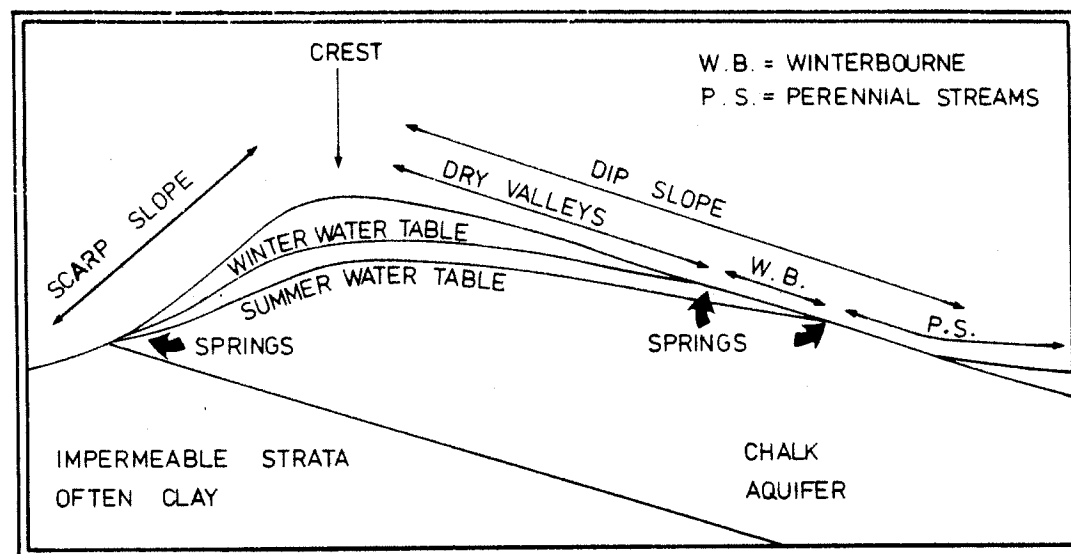 CREST
W.B. = WINTERBOURNE
P.S. = PERENNIAL STREAMS
SCARP SLOPE
DIP SLOPE
DRY VALLEYS
WINTER WATER TABLE
W.B.
SUMMER WATER TABLE
P.S.
SPRINGS
SPRINGS
IMPERMEABLE STRATA
OFTEN CLAY
CHALK
AQUIFER